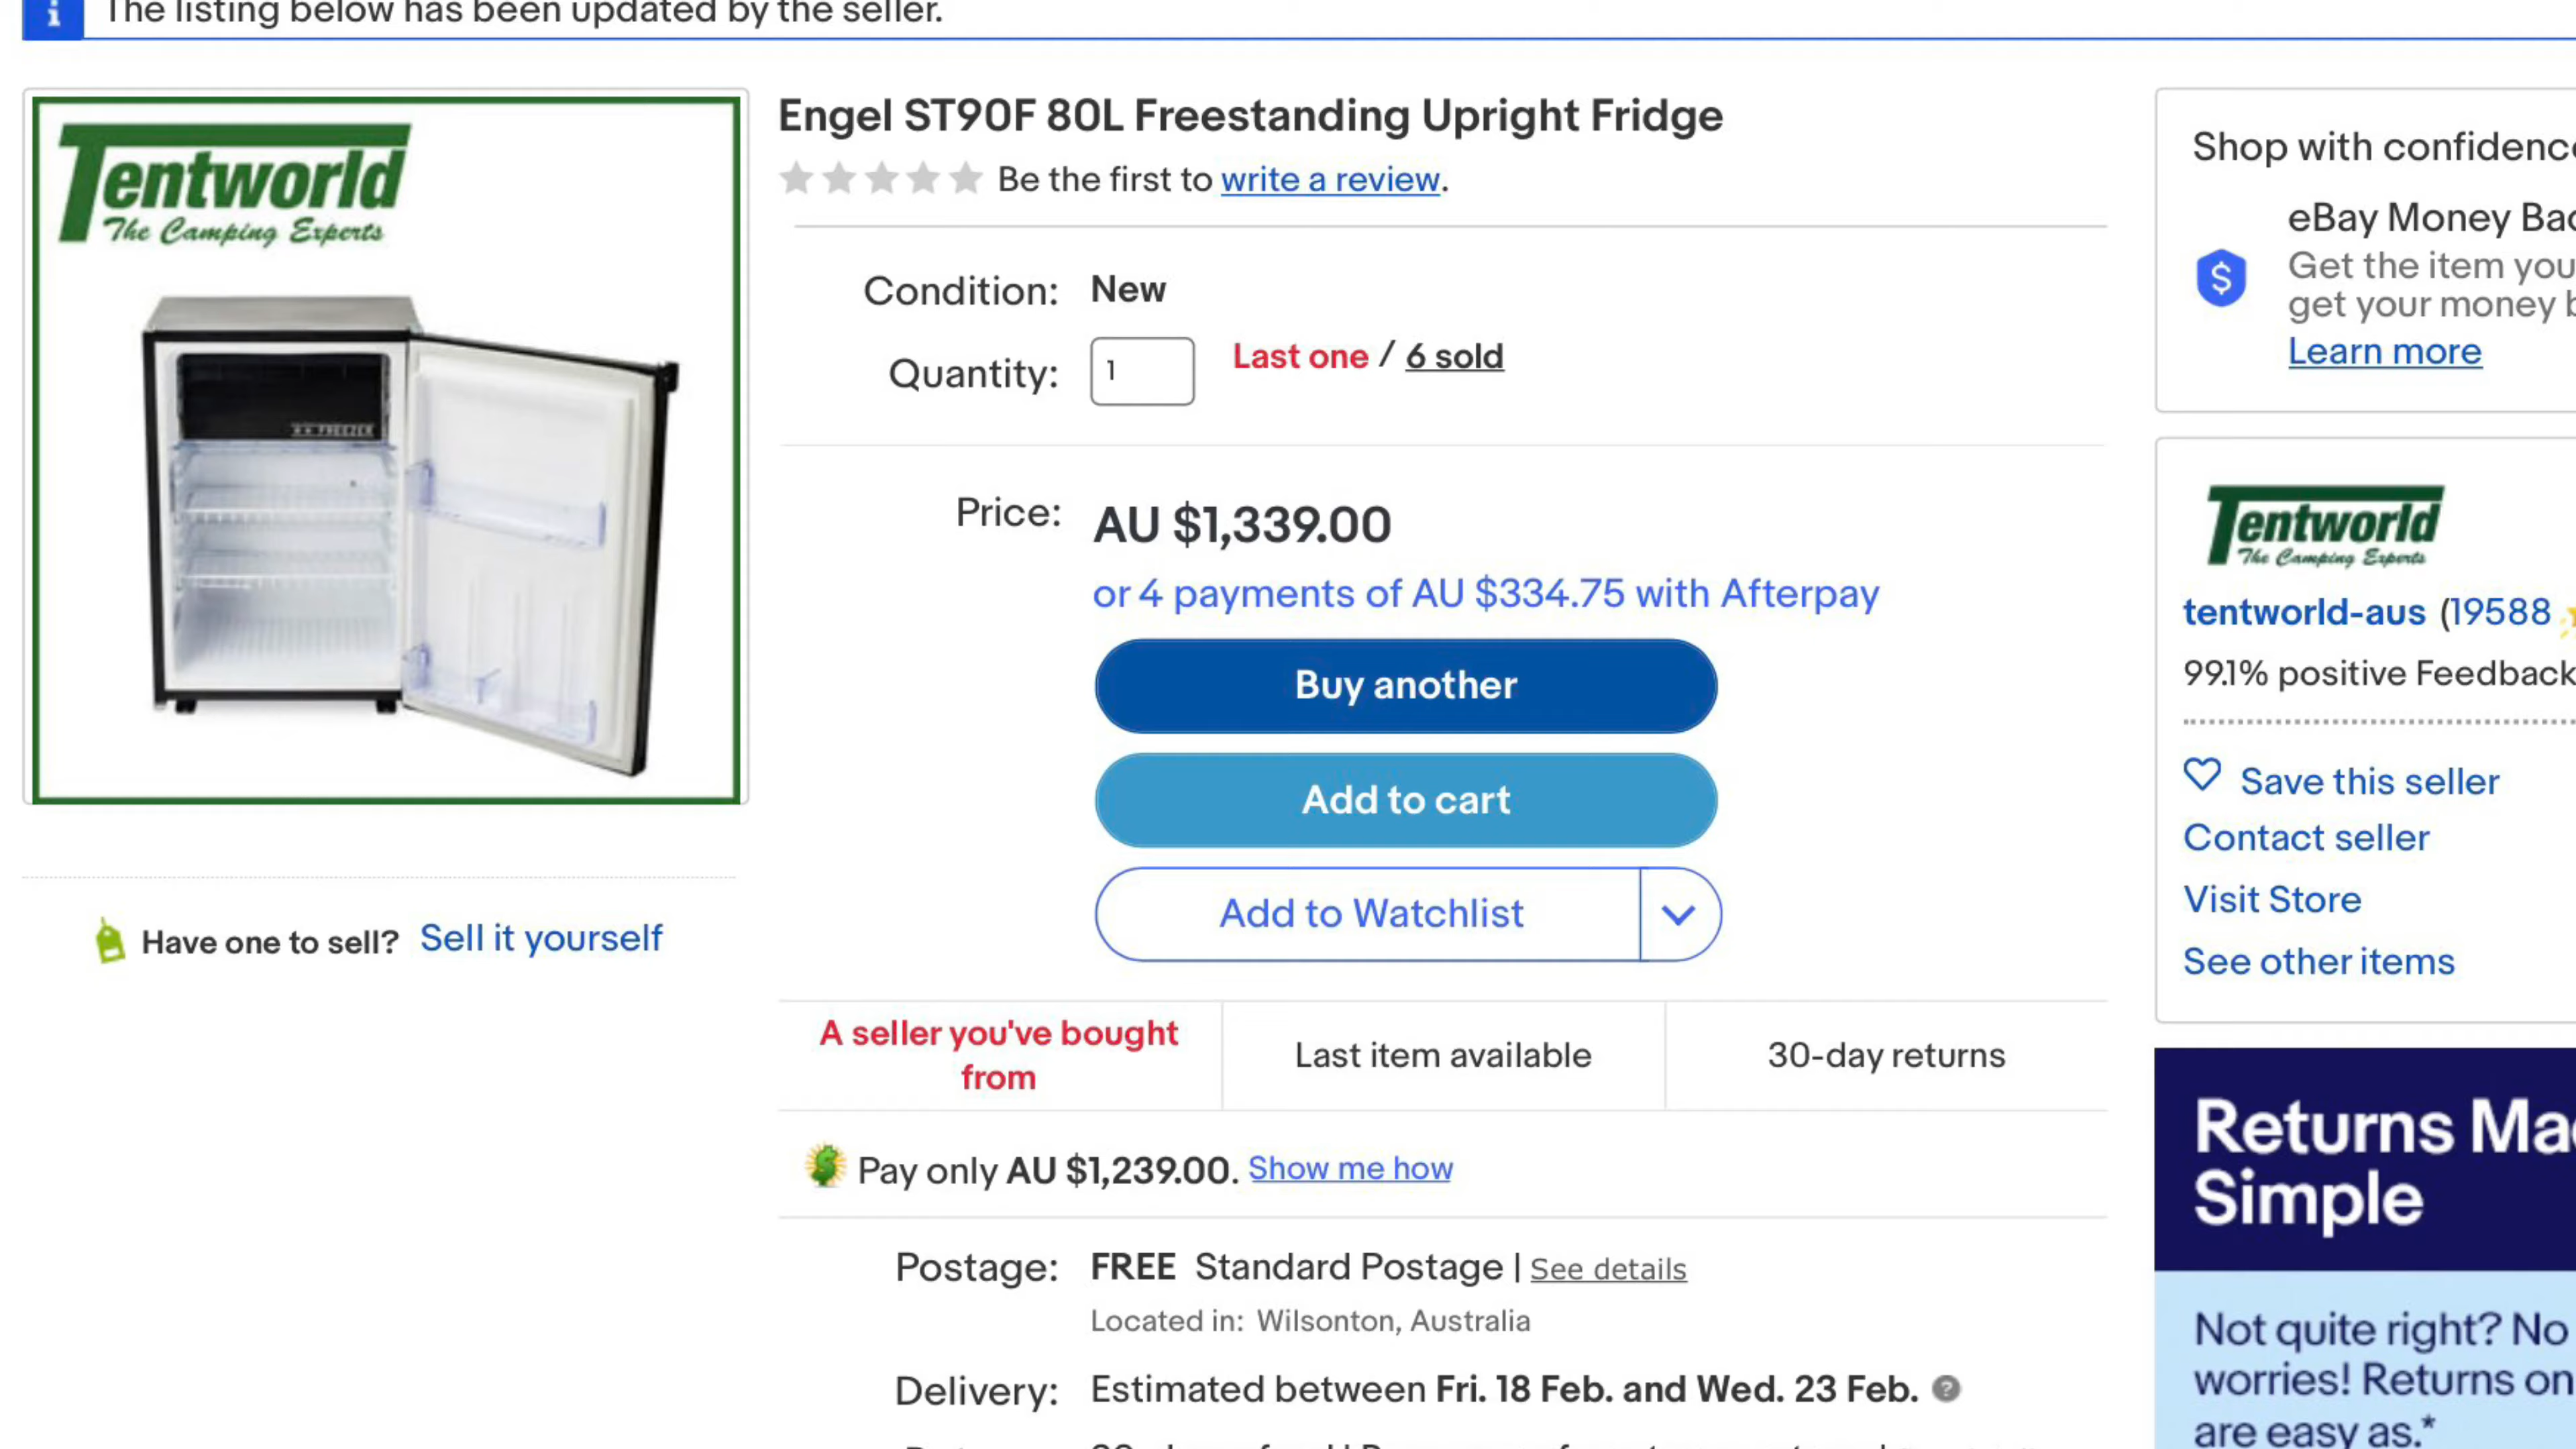 The listing below has been updated by the seller.
Tentworld
The Camping Experts
FREEZER
Have one to sell? Sell it yourself
Engel ST90F 80L Freestanding Upright Fridge
Be the first to write a review.
Condition: New
Quantity: 1 Last one / 6 sold
Price: AU $1,339.00
or 4 payments of AU $334.75 with Afterpay
Buy another
Add to cart
Add to Watchlist
A seller you've bought
from
Last item available
30-day returns
Pay only AU $1,239.00. Show me how
Postage: FREE Standard Postage | See details
Located in: Wilsonton, Australia
Delivery: Estimated between Fri. 18 Feb. and Wed. 23 Feb.
Shop with confidenc
eBay Money Bac
Get the item you
get your money b
Learn more
Tentworld
The Camping Experts
tentworld-aus (19588
99.1% positive Feedback
Save this seller
Contact seller
Visit Store
See other items
Returns Ma
Simple
Not quite right? No
worries! Returns on
are easy as.*